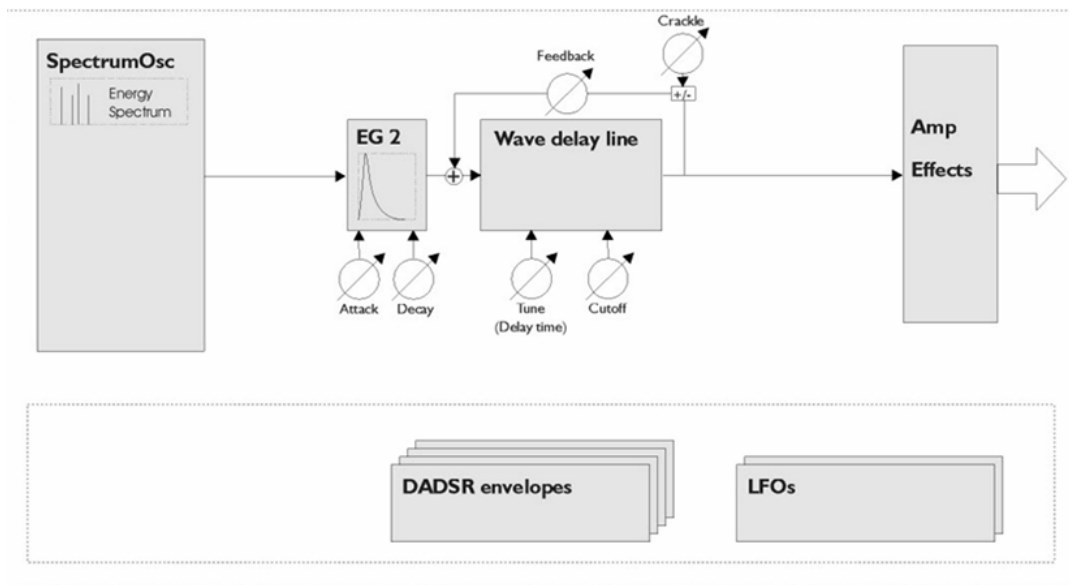 SpectrumOsc
Energy
Spectrum
EG 2
Attack
Decay
Feedback
Crackle
+/-
+
Wave delay line
Tune
(Delay time)
Cutoff
Amp
Effects
DADSR envelopes
LFOs